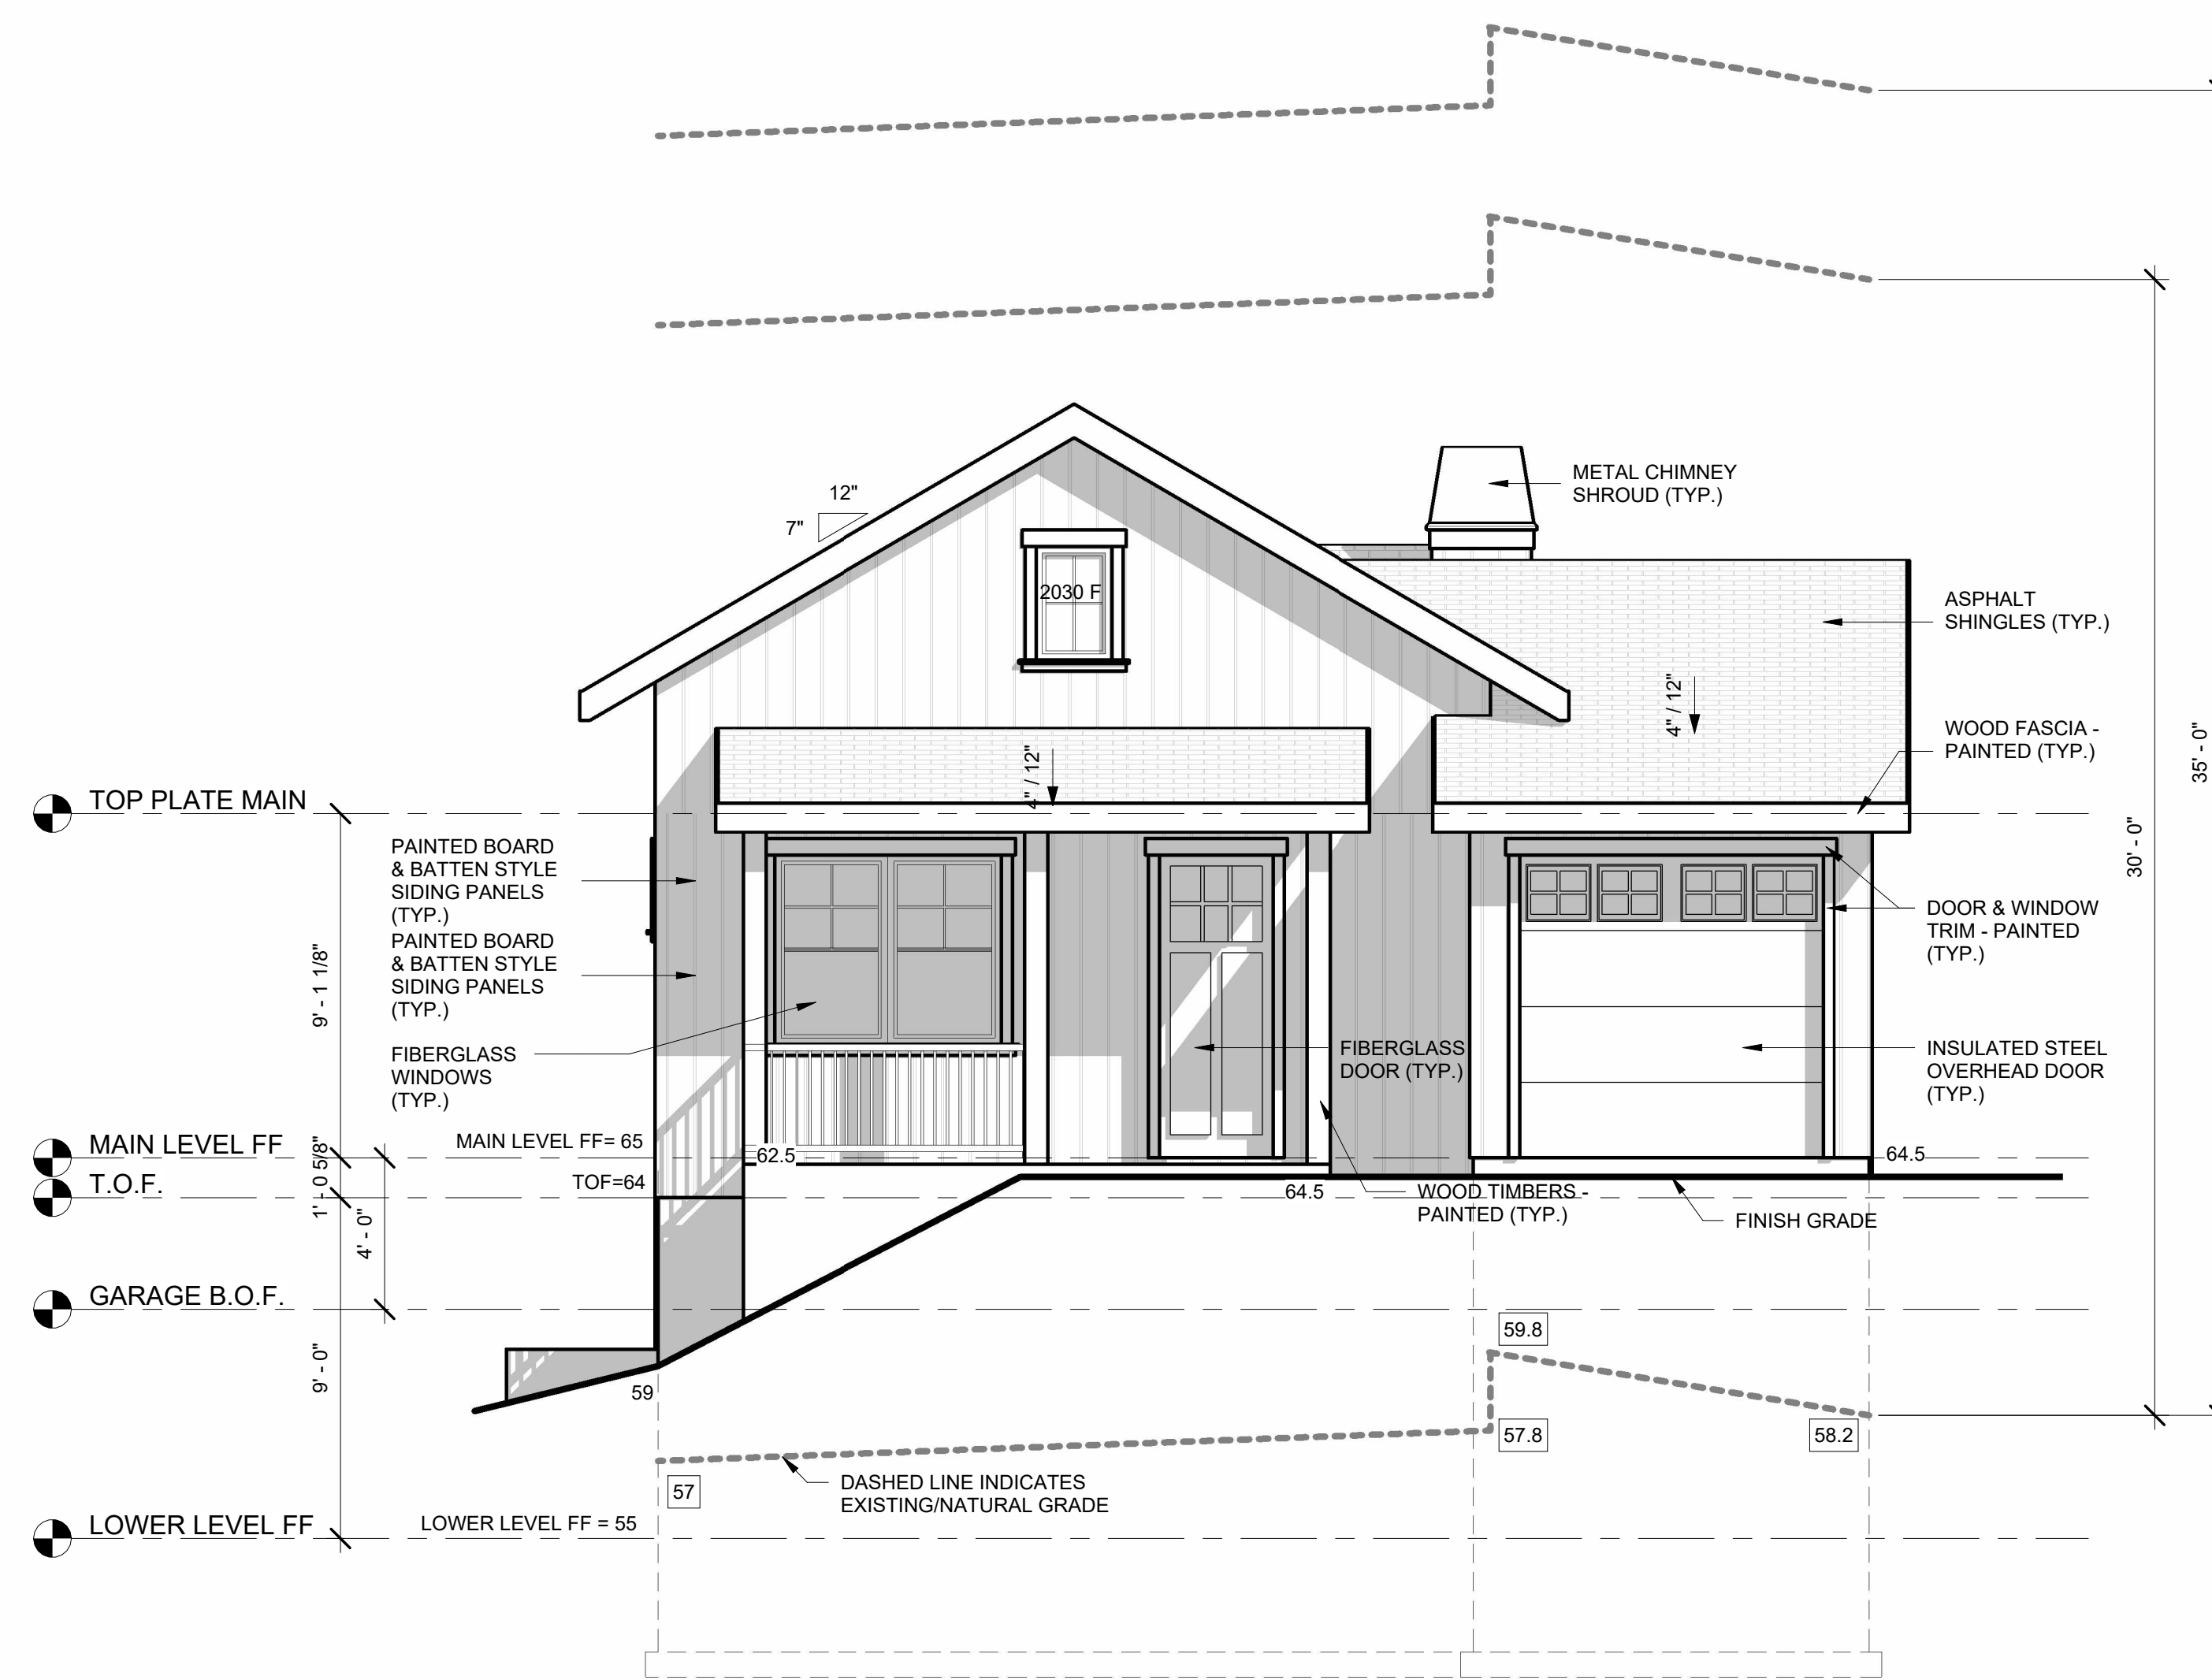 12"
7"
METAL CHIMNEY
SHROUD (TYP.)
2030 F
ASPHALT
SHINGLES (TYP.)
4" / 12"
WOOD FASCIA -
PAINTED (TYP.)
35' - 0"
4" / 12"
TOP PLATE MAIN
30' - 0"
PAINTED BOARD
& BATTEN STYLE
SIDING PANELS
(TYP.)
DOOR & WINDOW
TRIM - PAINTED
(TYP.)
PAINTED BOARD
& BATTEN STYLE
SIDING PANELS
(TYP.)
9' - 1 1/8"
FIBERGLASS
WINDOWS
(TYP.)
FIBERGLASS
DOOR (TYP.)
INSULATED STEEL
OVERHEAD DOOR
(TYP.)
MAIN LEVEL FF
MAIN LEVEL FF= 65
62.5
64.5
1' - 0 5/8"
T.O.F.
TOF=64
64.5
WOOD TIMBERS -
PAINTED (TYP.)
FINISH GRADE
4' - 0"
GARAGE B.O.F.
59.8
9' - 0"
59
57.8
58.2
57
DASHED LINE INDICATES
EXISTING/NATURAL GRADE
LOWER LEVEL FF
LOWER LEVEL FF = 55